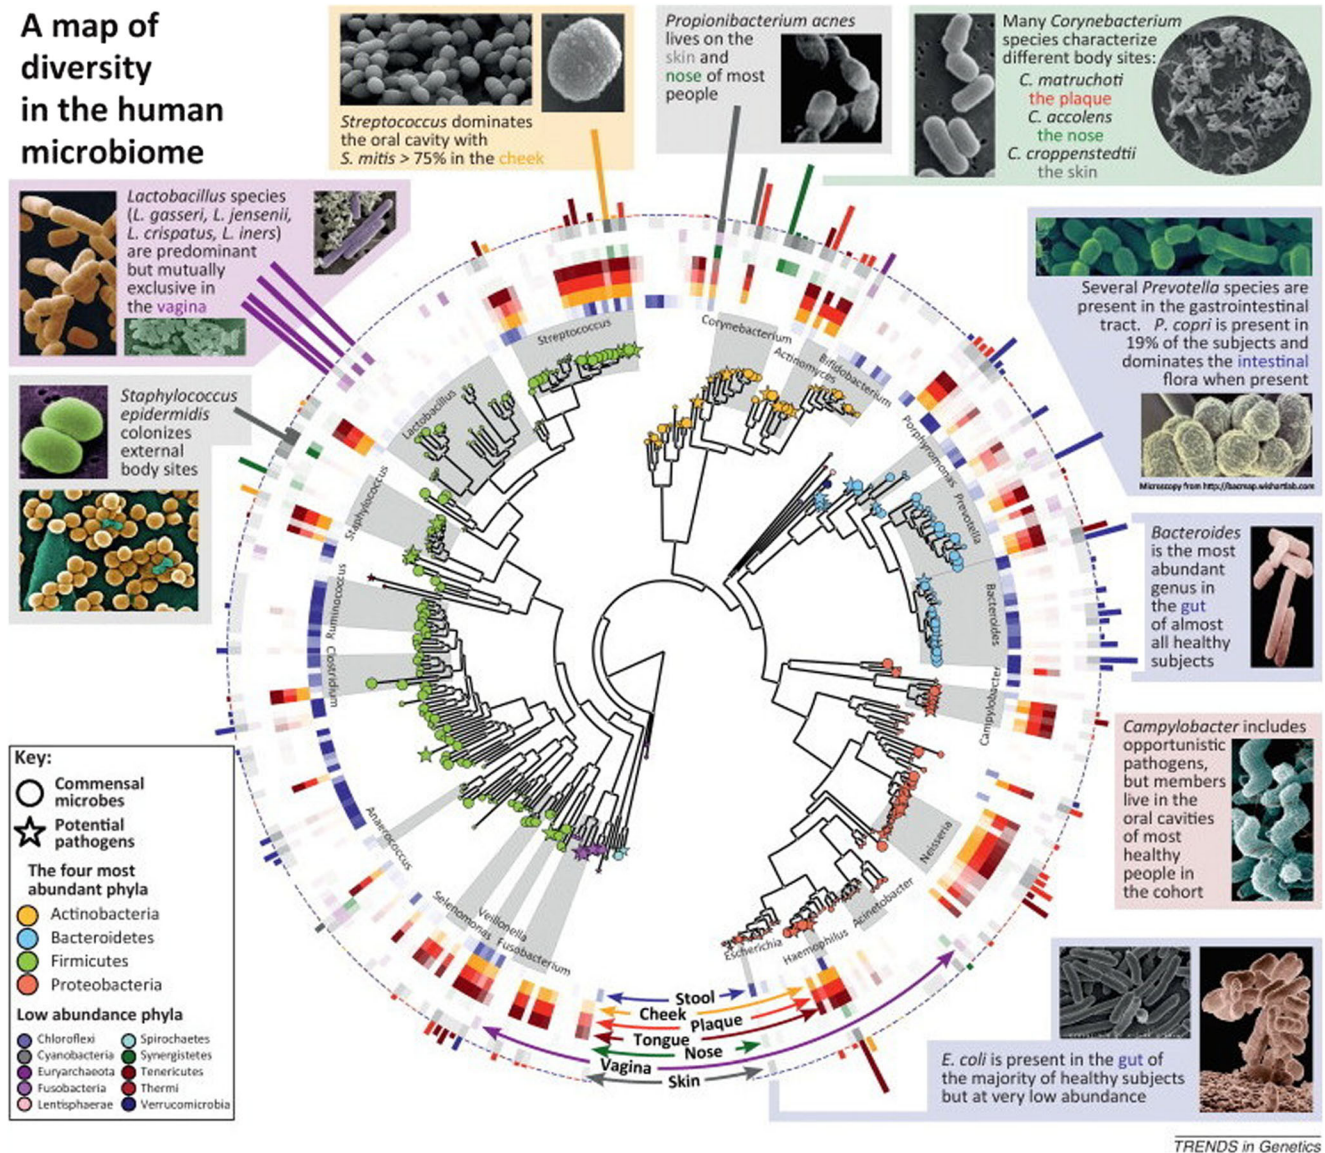 A map of
diversity
in the human
microbiome
Streptococcus dominates
the oral cavity with
S. mitis > 75% in the cheek
Propionibacterium acnes
lives on the
skin and
nose of most
people
Many Corynebacterium
species characterize
different body sites:
C. matruchoti
the plaque
C. accolens
the nose
C. croppenstedtii
the skin
Lactobacillus species
(L. gasseri, L. jensenii,
L. crispatus, L. iners)
are predominant
but mutually
exclusive in
the vagina
Several Prevotella species are
present in the gastrointestinal
tract. P. copri is present in
19% of the subjects and
dominates the intestinal
flora when present
Microscopy from http://bacmap.wishartlab.com
Staphylococcus
epidermidis
colonizes
external
body sites
Bacteroides
is the most
abundant
genus in
the gut
of almost
all healthy
subjects
Campylobacter includes
opportunistic
pathogens,
but members
live in the
oral cavities
of most
healthy
people in
the cohort
E. coli is present in the gut of
the majority of healthy subjects
but at very low abundance
Streptococcus
Corynebacterium
Actinomyces
Bifidobacterium
Lactobacillus
Porphyromonas
Prevotella
Staphylococcus
Bacteroides
Ruminococcus
Clostridium
Campylobacter
Anaerococcus
Neisseria
Selenomonas
Veillonella
Fusobacterium
Acinetobacter
Haemophilus
Escherichia
Stool
Cheek
Plaque
Tongue
Nose
Vagina
Skin
Key:
Commensal
microbes
Potential
pathogens
The four most
abundant phyla
Actinobacteria
Bacteroidetes
Firmicutes
Proteobacteria
Low abundance phyla
Chloroflexi
Cyanobacteria
Euryarchaeota
Fusobacteria
Lentisphaerae
Spirochaetes
Synergistetes
Tenericutes
Thermi
Verrucomicrobia
TRENDS in Genetics